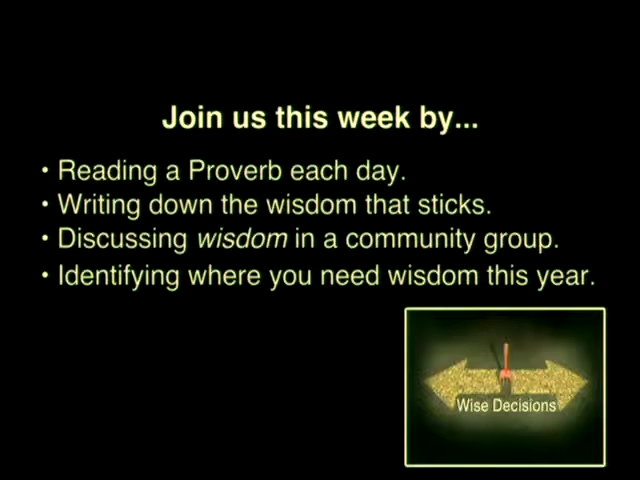 Join us this week by...
• Reading a Proverb each day.
• Writing down the wisdom that sticks.
• Discussing wisdom in a community group.
• Identifying where you need wisdom this year.
Wise Decisions